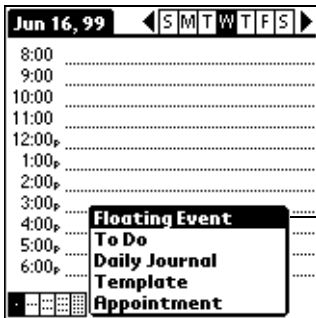 Jun 16, 99 S M T W T F S
8:00
9:00
10:00
11:00
12:00p
1:00p
2:00p
3:00p
4:00p
5:00p
6:00p
Floating Event
To Do
Daily Journal
Template
Appointment